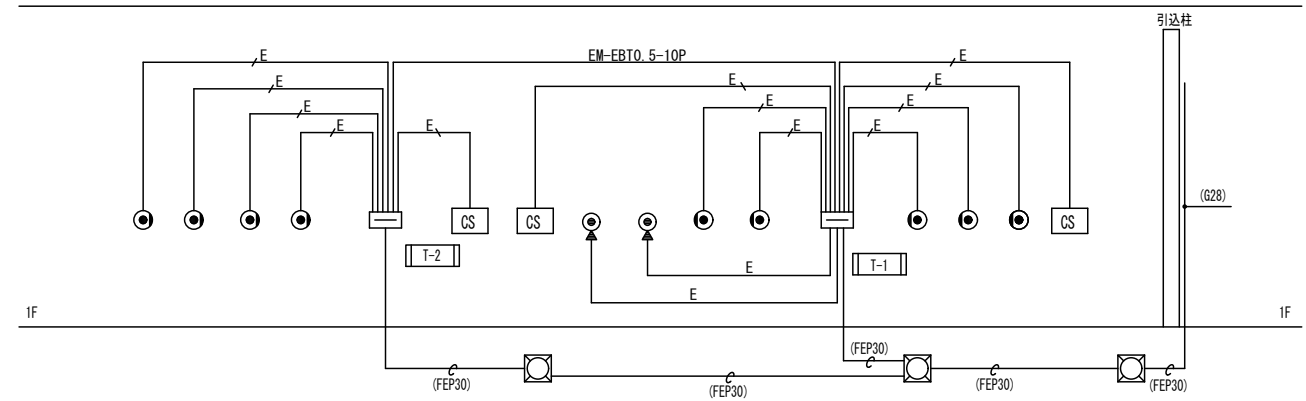 引込柱
E
EM-EBT0.5-10P
E
E
E
E
E
E
E
E
E
E
E
E
(G28)
CS
CS
CS
T-2
T-1
E
E
1F
1F
(FEP30)
(FEP30)
(FEP30)
(FEP30)
(FEP30)